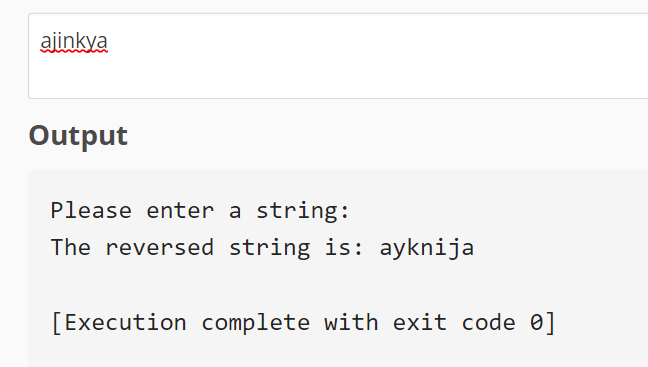 ajinkya
Output
Please enter a string:
The reversed string is: ayknija
[Execution complete with exit code 0]